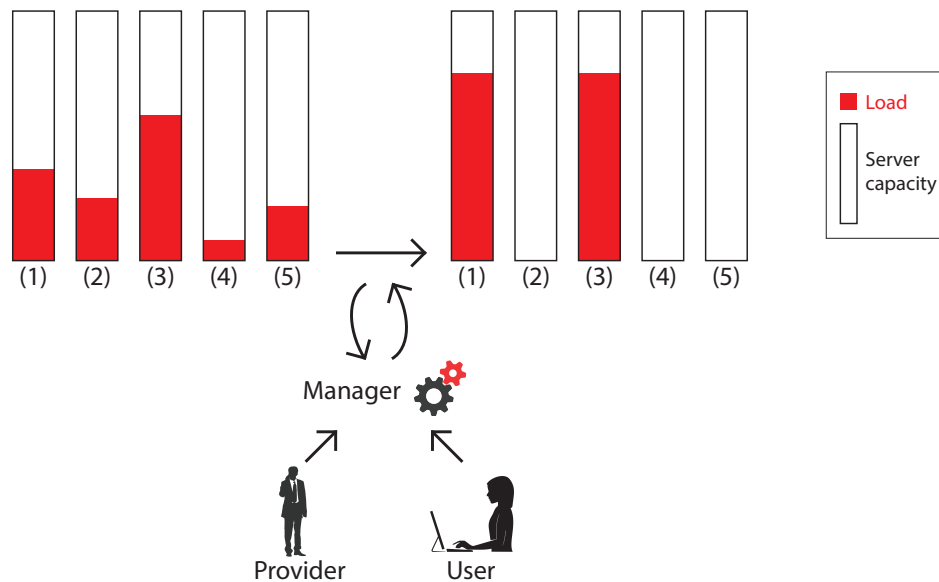 (1) (2) (3) (4) (5)
(1) (2) (3) (4) (5)
Load
Server
capacity
Manager
Provider
User